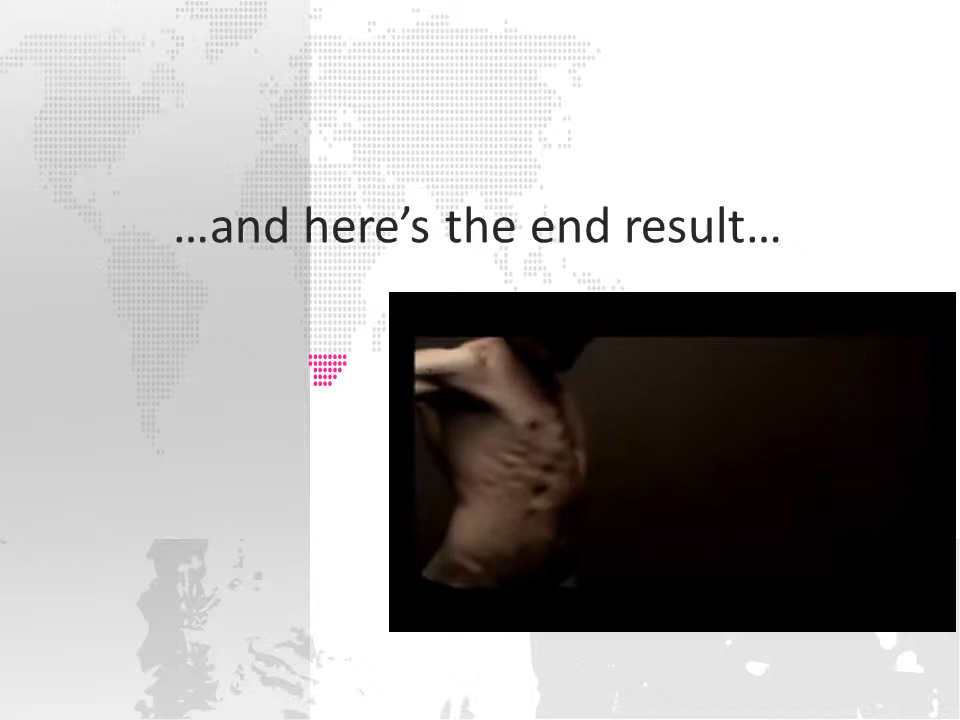 …and here’s the end result…